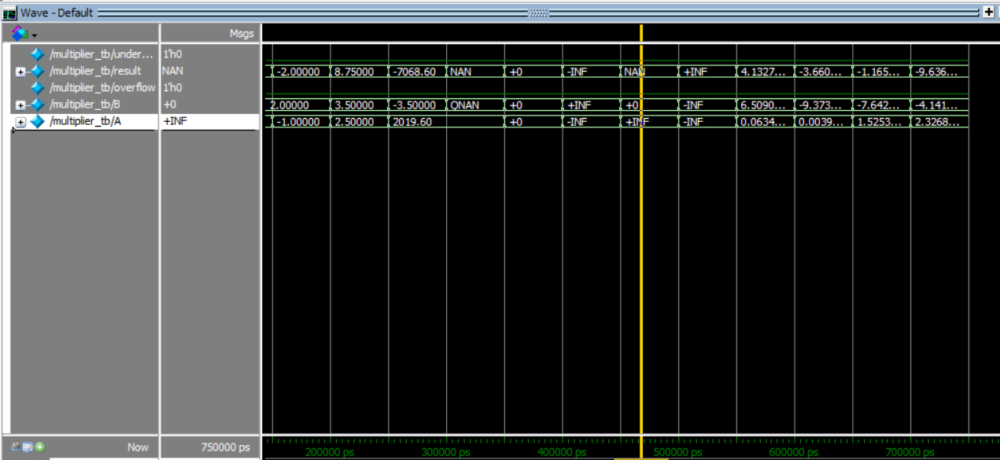 Wave - Default
Msgs
/multiplier_tb/under... 1'h0
/multiplier_tb/result NAN -2.00000 8.75000 -7068.60 NAN +0 -INF NAN +INF 4.1327... -3.660... -1.165... -9.636...
/multiplier_tb/overflow 1'h0
/multiplier_tb/B +0 2.00000 3.50000 -3.50000 QNAN +0 +INF +0 -INF 6.5090... -9.373... -7.642... -4.141...
/multiplier_tb/A +INF -1.00000 2.50000 2019.60 +0 -INF +INF -INF 0.0634... 0.0039... 1.5253... 2.3268...
Now 750000 ps 200000 ps 300000 ps 400000 ps 500000 ps 600000 ps 700000 ps